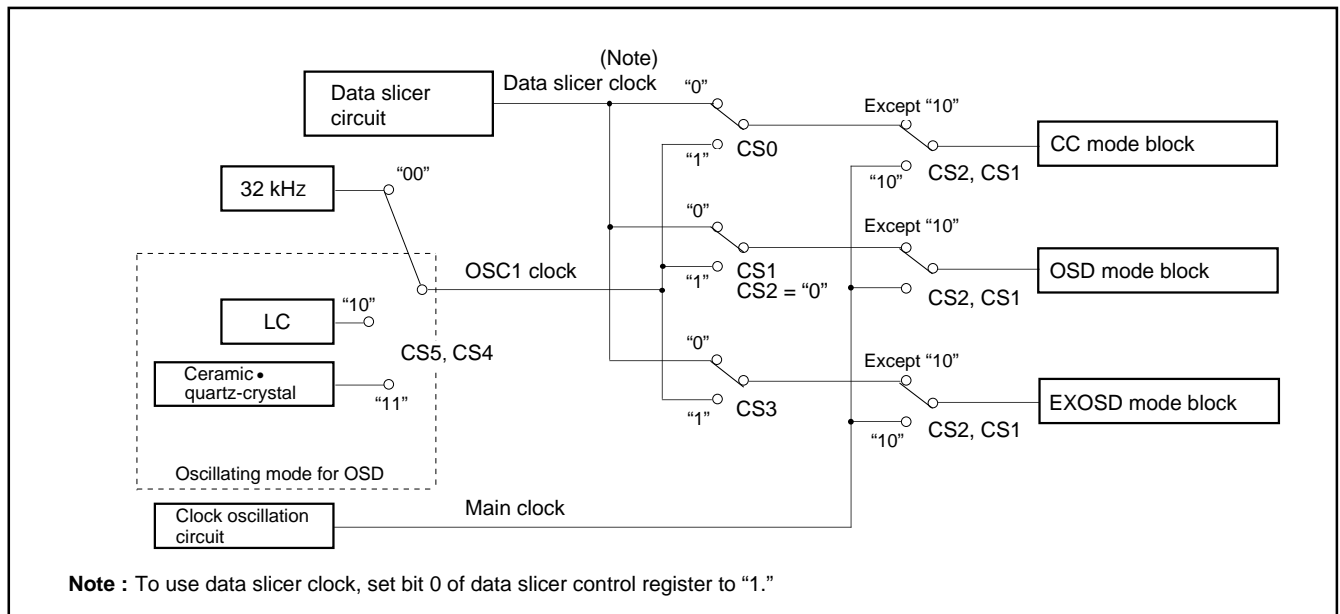 (Note)
Data slicer circuit
Data slicer clock
“0”
Except “10”
“1”
CS0
“10”
CS2, CS1
CC mode block
32 kHz
“00”
“0”
Except “10”
OSC1 clock
“1”
CS1
CS2 = “0”
CS2, CS1
OSD mode block
LC
“10”
CS5, CS4
Ceramic •
quartz-crystal
“11”
“0”
Except “10”
“1”
CS3
“10”
CS2, CS1
EXOSD mode block
Oscillating mode for OSD
Clock oscillation
circuit
Main clock
Note : To use data slicer clock, set bit 0 of data slicer control register to “1.”